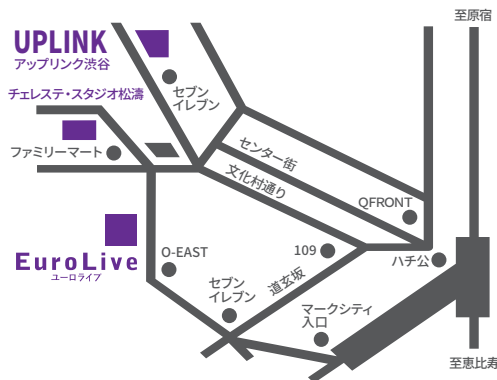 至原宿
UPLINK
アップリンク渋谷
チェレステ・スタジオ松濤
セブン
イレブン
ファミリーマート
センター街
文化村通り
QFRONT
EuroLive
ユーロライブ
O-EAST
109
ハチ公
道玄坂
セブン
イレブン
マークシティ
入口
至恵比寿